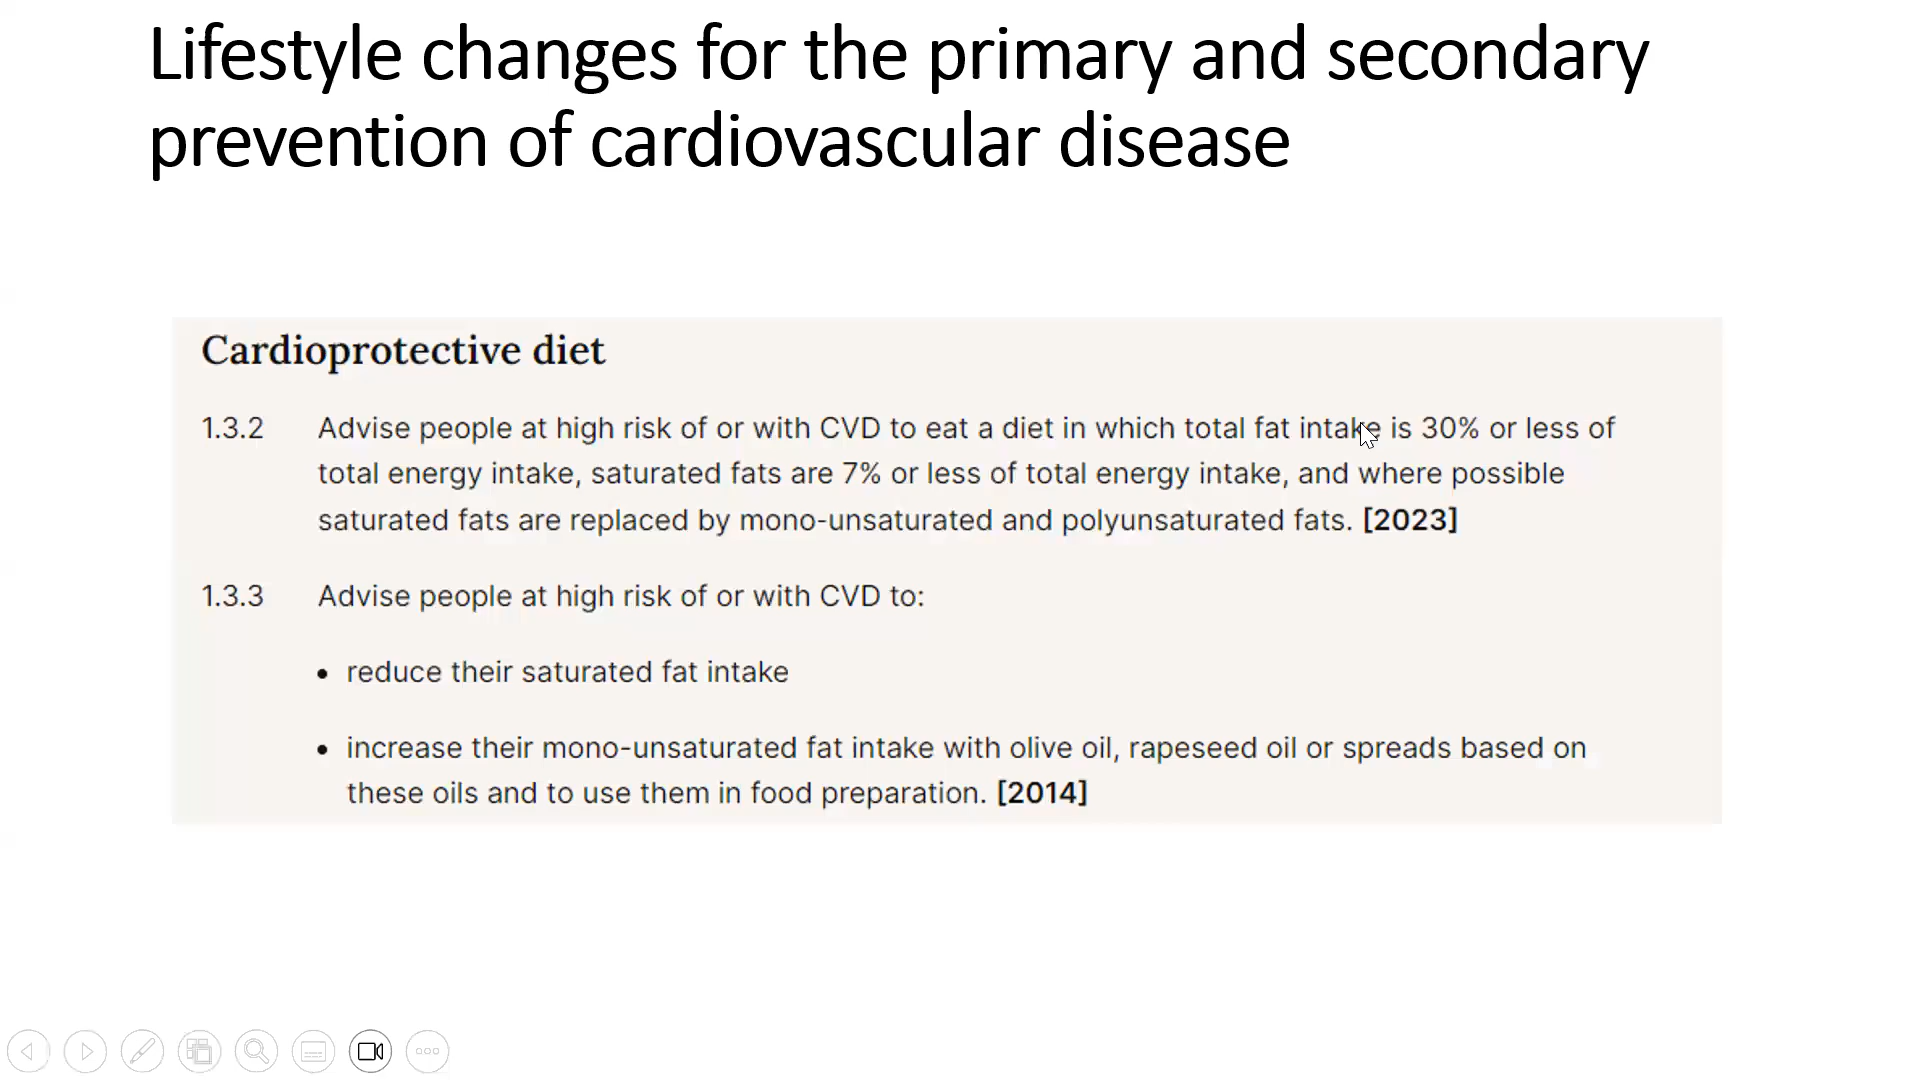 Lifestyle changes for the primary and secondary
prevention of cardiovascular disease
Cardioprotective diet
1.3.2 Advise people at high risk of or with CVD to eat a diet in which total fat intake is 30% or less of
total energy intake, saturated fats are 7% or less of total energy intake, and where possible
saturated fats are replaced by mono-unsaturated and polyunsaturated fats. [2023]
1.3.3 Advise people at high risk of or with CVD to:
• reduce their saturated fat intake
• increase their mono-unsaturated fat intake with olive oil, rapeseed oil or spreads based on
these oils and to use them in food preparation. [2014]